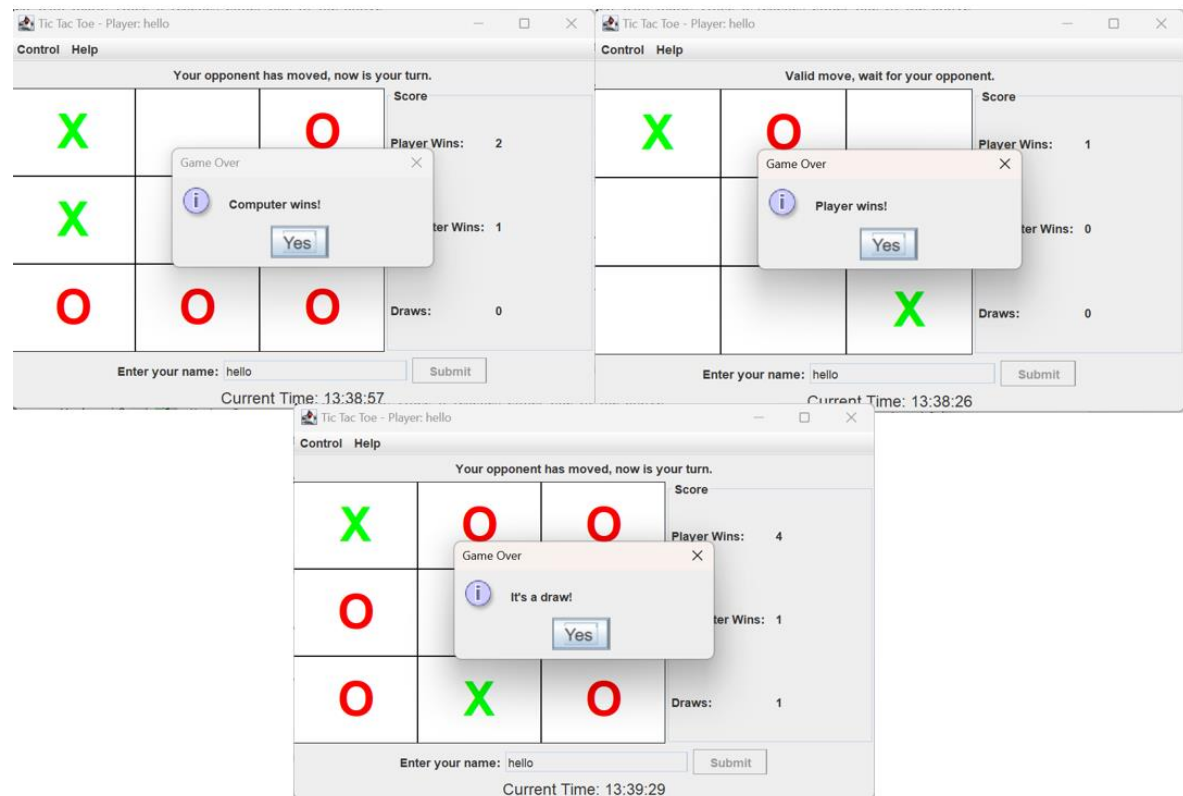 Tic Tac Toe - Player: hello
Control Help
Your opponent has moved, now is your turn.
X O
Score
Player Wins: 2
Game Over
Computer wins!
Yes
X
ter Wins: 1
O O O
Draws: 0
Enter your name: hello Submit
Current Time: 13:38:57
Tic Tac Toe - Player: hello
Control Help
Valid move, wait for your opponent.
X O
Score
Player Wins: 1
Game Over
Player wins!
Yes
ter Wins: 0
X
Draws: 0
Enter your name: hello Submit
Current Time: 13:38:26
Tic Tac Toe - Player: hello
Control Help
Your opponent has moved, now is your turn.
X O O
Score
Player Wins: 4
Game Over
It's a draw!
Yes
O
ter Wins: 1
O X O
Draws: 1
Enter your name: hello Submit
Current Time: 13:39:29